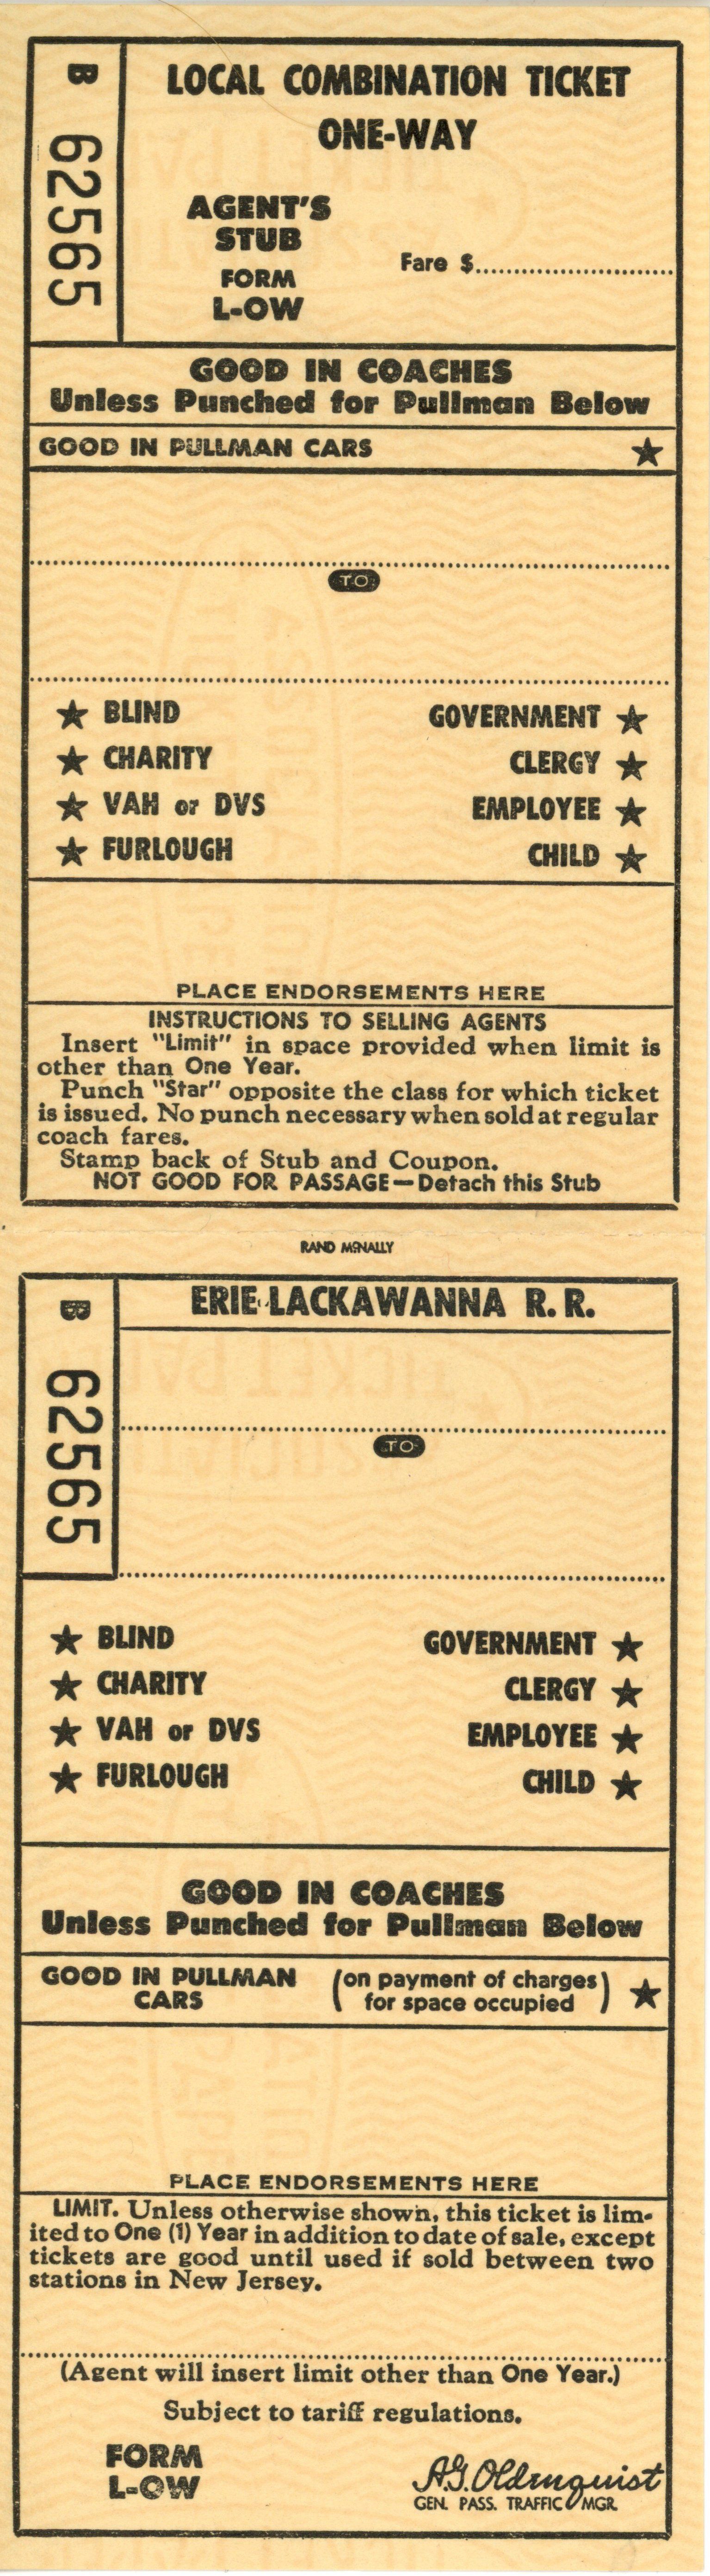 B 62565
LOCAL COMBINATION TICKET
ONE-WAY
AGENT'S
STUB
FORM
L-OW
Fare $
GOOD IN COACHES
Unless Punched for Pullman Below
GOOD IN PULLMAN CARS ★
TO
★ BLIND GOVERNMENT ★
★ CHARITY CLERGY ★
★ VAH or DVS EMPLOYEE ★
★ FURLOUGH CHILD ★
PLACE ENDORSEMENTS HERE
INSTRUCTIONS TO SELLING AGENTS
Insert "Limit" in space provided when limit is
other than One Year.
Punch "Star" opposite the class for which ticket
is issued. No punch necessary when sold at regular
coach fares.
Stamp back of Stub and Coupon.
NOT GOOD FOR PASSAGE—Detach this Stub
RAND McNALLY
B 62565
ERIE-LACKAWANNA R. R.
TO
★ BLIND GOVERNMENT ★
★ CHARITY CLERGY ★
★ VAH or DVS EMPLOYEE ★
★ FURLOUGH CHILD ★
GOOD IN COACHES
Unless Punched for Pullman Below
GOOD IN PULLMAN (on payment of charges) ★
CARS for space occupied
PLACE ENDORSEMENTS HERE
LIMIT. Unless otherwise shown, this ticket is lim-
ited to One (1) Year in addition to date of sale, except
tickets are good until used if sold between two
stations in New Jersey.
(Agent will insert limit other than One Year.)
Subject to tariff regulations.
FORM
L-OW
A.G. Oldenquist
GEN. PASS. TRAFFIC MGR.